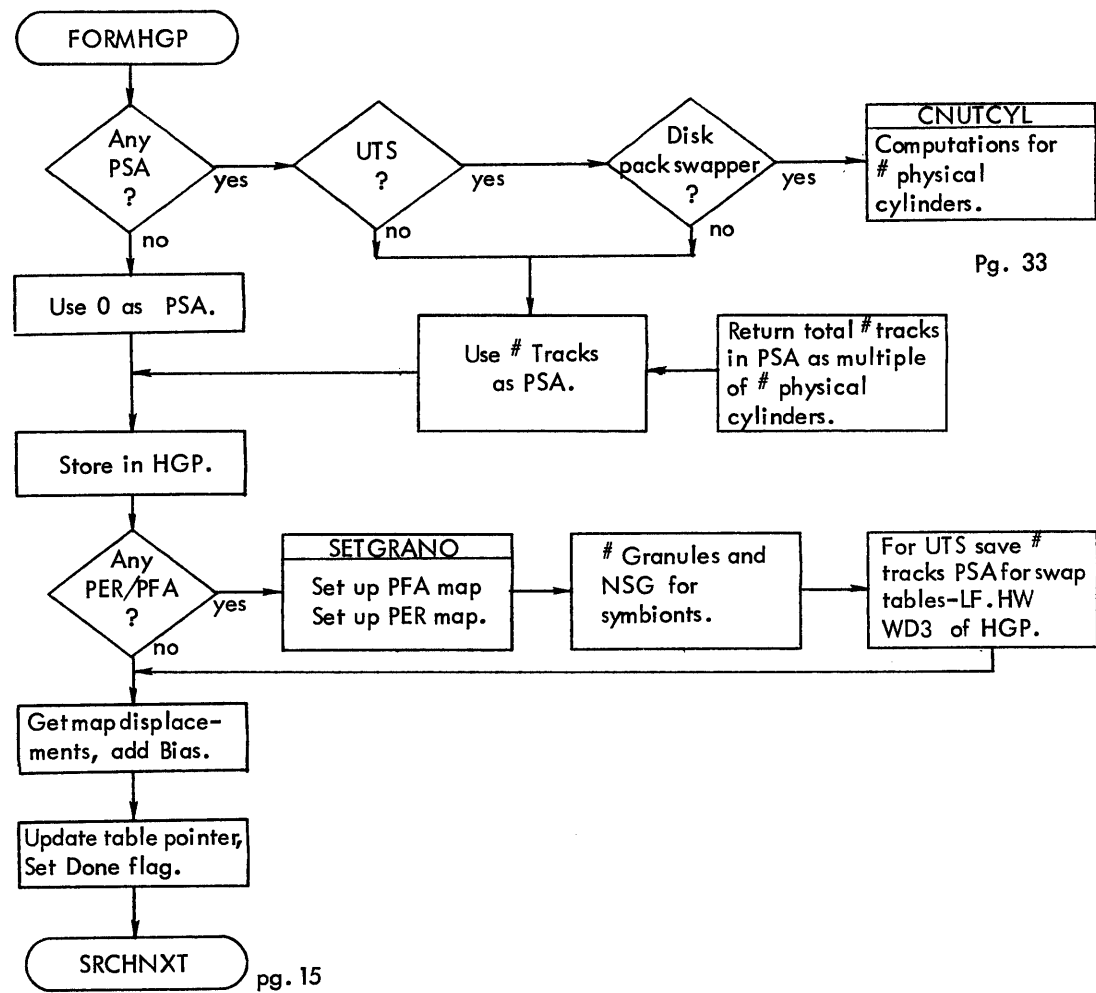 FORMHGP
Any
PSA
?
yes
no
UTS
?
yes
no
Disk
pack swapper
?
yes
no
CNUTCYL
Computations for
# physical
cylinders.
Pg. 33
Use 0 as PSA.
Use # Tracks
as PSA.
Return total # tracks
in PSA as multiple
of # physical
cylinders.
Store in HGP.
Any
PER/PFA
?
yes
no
SETGRANO
Set up PFA map
Set up PER map.
# Granules and
NSG for
symbionts.
For UTS save #
tracks PSA for swap
tables-LF.HW
WD3 of HGP.
Get map displace-
ments, add Bias.
Update table pointer,
Set Done flag.
SRCHNXT
pg. 15